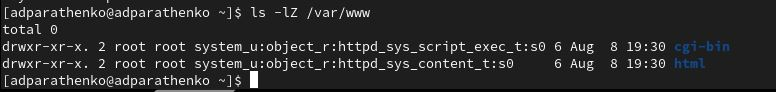 [adparathenko@adparathenko ~]$ ls -lZ /var/www
total 0
drwxr-xr-x. 2 root root system_u:object_r:httpd_sys_script_exec_t:s0 6 Aug  8 19:30 cgi-bin
drwxr-xr-x. 2 root root system_u:object_r:httpd_sys_content_t:s0     6 Aug  8 19:30 html
[adparathenko@adparathenko ~]$